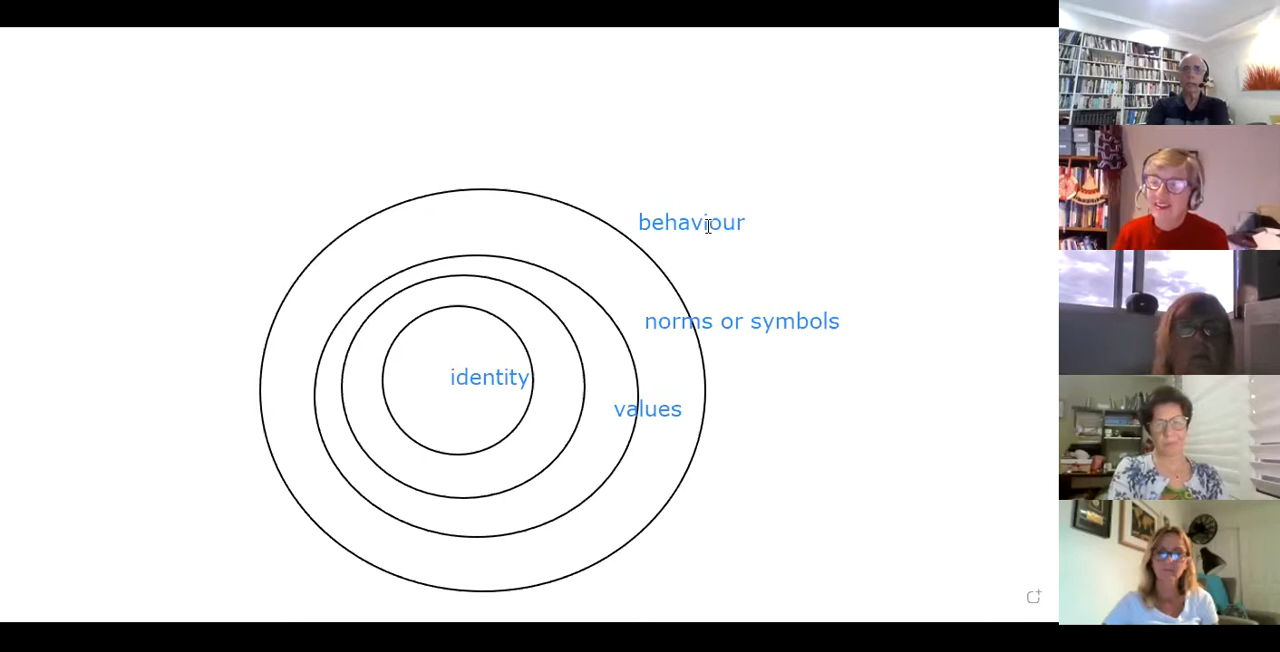 behaviour
norms or symbols
identity
values